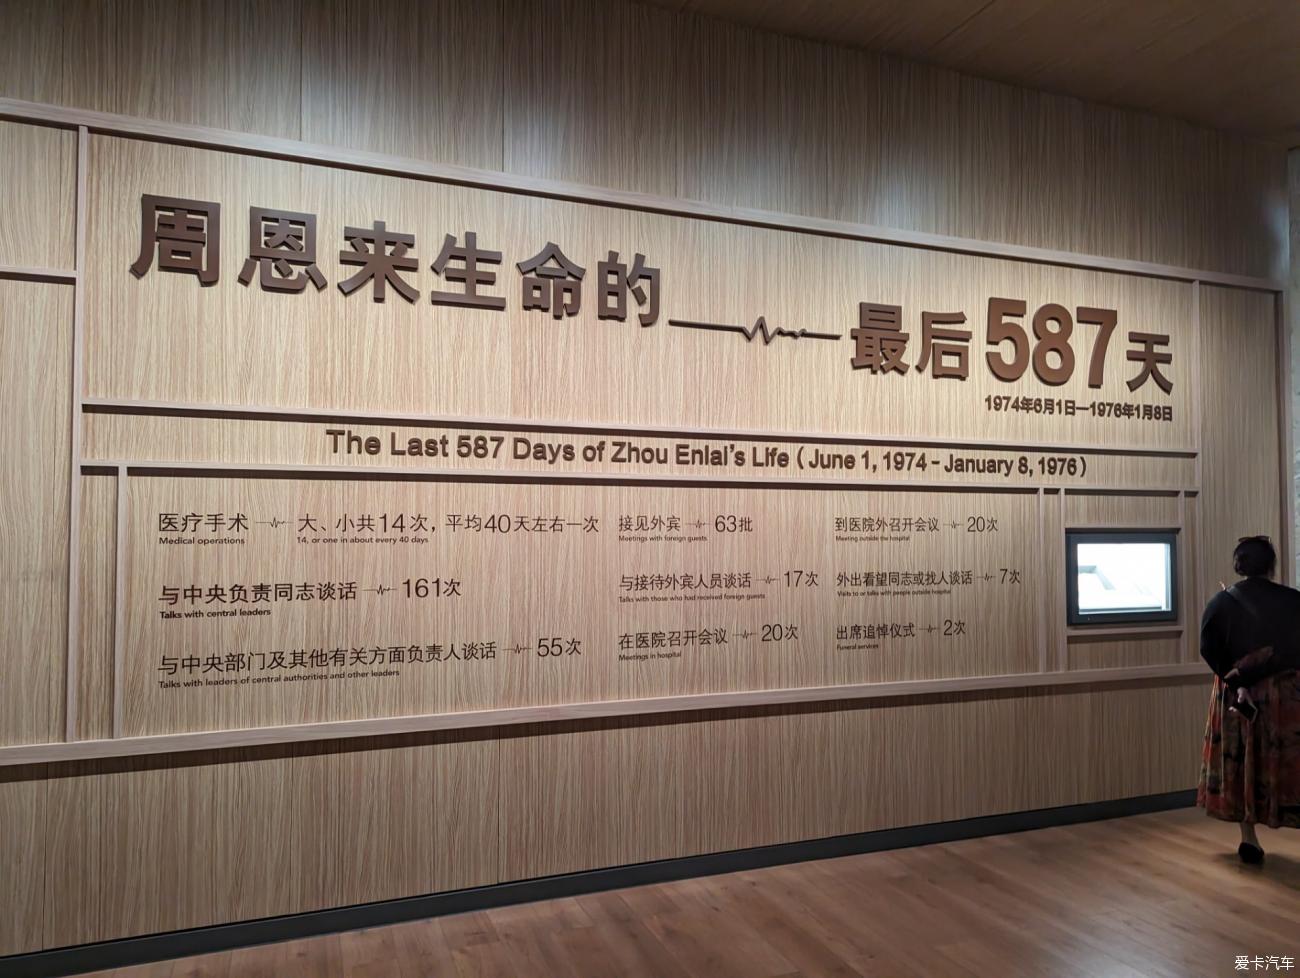 周恩来生命的最后587天
1974年6月1日—1976年1月8日
The Last 587 Days of Zhou Enlai's Life ( June 1, 1974 - January 8, 1976 )
医疗手术 大、小共14次，平均40天左右一次
Medical operations 14, or one in about every 40 days
与中央负责同志谈话 161次
Talks with central leaders
与中央部门及其他有关方面负责人谈话 55次
Talks with leaders of central authorities and other leaders
接见外宾 63批
Meetings with foreign guests
与接待外宾人员谈话 17次
Talks with those who had received foreign guests
在医院召开会议 20次
Meetings in hospital
到医院外召开会议 20次
Meeting outside the hospital
外出看望同志或找人谈话 7次
Visits to or talks with people outside hospital
出席追悼仪式 2次
Funeral services
爱卡汽车